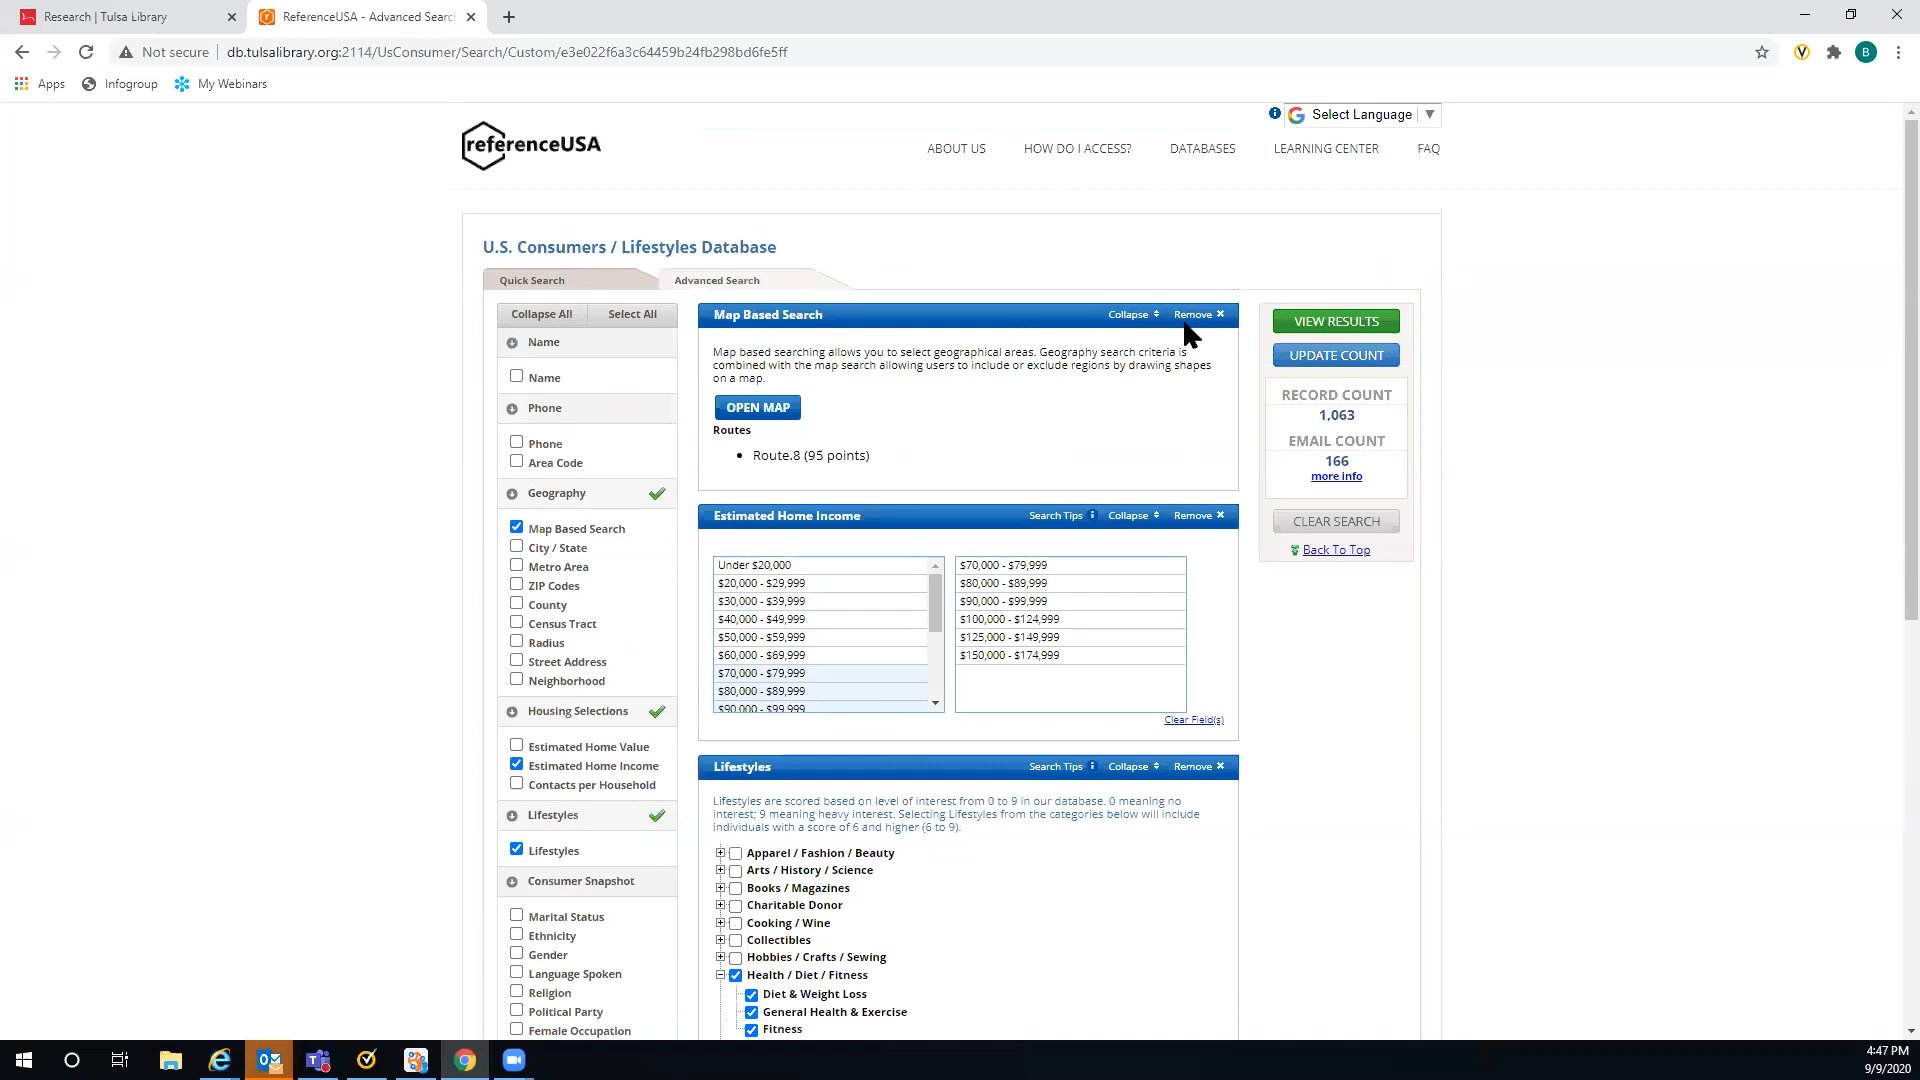 Research | Tulsa Library
ReferenceUSA - Advanced Searc
Not secure
db.tulsalibrary.org:2114/UsConsumer/Search/Custom/e3e022f6a3c64459b24fb298bd6fe5ff
B
Apps
Infogroup
My Webinars
Select Language
referenceUSA
ABOUT US
HOW DO I ACCESS?
DATABASES
LEARNING CENTER
FAQ
U.S. Consumers / Lifestyles Database
Quick Search
Advanced Search
Collapse All
Select All
Name
Name
Phone
Phone
Area Code
Geography
Map Based Search
City / State
Metro Area
ZIP Codes
County
Census Tract
Radius
Street Address
Neighborhood
Housing Selections
Estimated Home Value
Estimated Home Income
Contacts per Household
Lifestyles
Lifestyles
Consumer Snapshot
Marital Status
Ethnicity
Gender
Language Spoken
Religion
Political Party
Female Occupation
Map Based Search
Collapse
Remove
Map based searching allows you to select geographical areas. Geography search criteria is
combined with the map search allowing users to include or exclude regions by drawing shapes
on a map.
OPEN MAP
Routes
Route.8 (95 points)
Estimated Home Income
Search Tips
Collapse
Remove
Under $20,000
$20,000 - $29,999
$30,000 - $39,999
$40,000 - $49,999
$50,000 - $59,999
$60,000 - $69,999
$70,000 - $79,999
$80,000 - $89,999
$90,000 - $99,999
$70,000 - $79,999
$80,000 - $89,999
$90,000 - $99,999
$100,000 - $124,999
$125,000 - $149,999
$150,000 - $174,999
Clear Field(s)
Lifestyles
Search Tips
Collapse
Remove
Lifestyles are scored based on level of interest from 0 to 9 in our database. 0 meaning no
interest; 9 meaning heavy interest. Selecting Lifestyles from the categories below will include
individuals with a score of 6 and higher (6 to 9).
Apparel / Fashion / Beauty
Arts / History / Science
Books / Magazines
Charitable Donor
Cooking / Wine
Collectibles
Hobbies / Crafts / Sewing
Health / Diet / Fitness
Diet & Weight Loss
General Health & Exercise
Fitness
VIEW RESULTS
UPDATE COUNT
RECORD COUNT
1,063
EMAIL COUNT
166
more info
CLEAR SEARCH
Back To Top
4:47 PM
9/9/2020